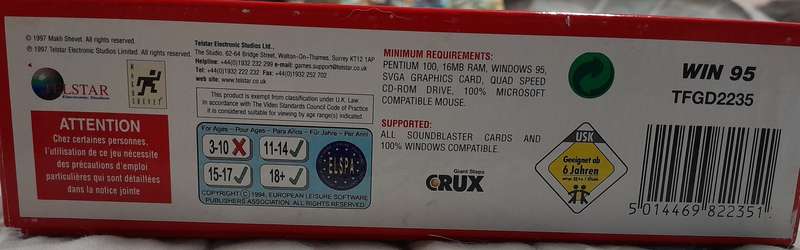 © 1997 Makh Shevet. All rights reserved.
© 1997 Telstar Electronic Studios Limited. All rights reserved.
TELSTAR
Electronic Studios
MAKH
SHEVET
ATTENTION
Chez certaines personnes,
l'utilisation de ce jeu nécessite
des précautions d'emploi
particulières qui sont détaillées
dans la notice jointe
Telstar Electronic Studios Ltd.,
The Studio, 62-64 Bridge Street, Walton-On-Thames, Surrey KT12 1AP
Helpline: +44(0)1932 232 299 e-mail: games.support@telstar.co.uk
Tel: +44(0)1932 222 232 Fax: +44(0)1932 252 702
web site: www.telstar.co.uk
This product is exempt from classification under U.K. Law.
In accordance with The Video Standards Council Code of Practice
it is considered suitable for viewing by age range(s) indicated.
For Ages - Pour Ages - Para Años - Für Jahre - Per Anni
3-10 11-14
15-17 18+
ELSPA
COPYRIGHT © 1994, EUROPEAN LEISURE SOFTWARE
PUBLISHERS ASSOCIATION. ALL RIGHTS RESERVED.
MINIMUM REQUIREMENTS:
PENTIUM 100, 16MB RAM, WINDOWS 95,
SVGA GRAPHICS CARD, QUAD SPEED
CD-ROM DRIVE, 100% MICROSOFT
COMPATIBLE MOUSE.
SUPPORTED:
ALL SOUNDBLASTER CARDS AND
100% WINDOWS COMPATIBLE.
Giant Steps
CRUX
USK
Geeignet ab
6 Jahren
WIN 95
TFGD2235
5 014469 822351